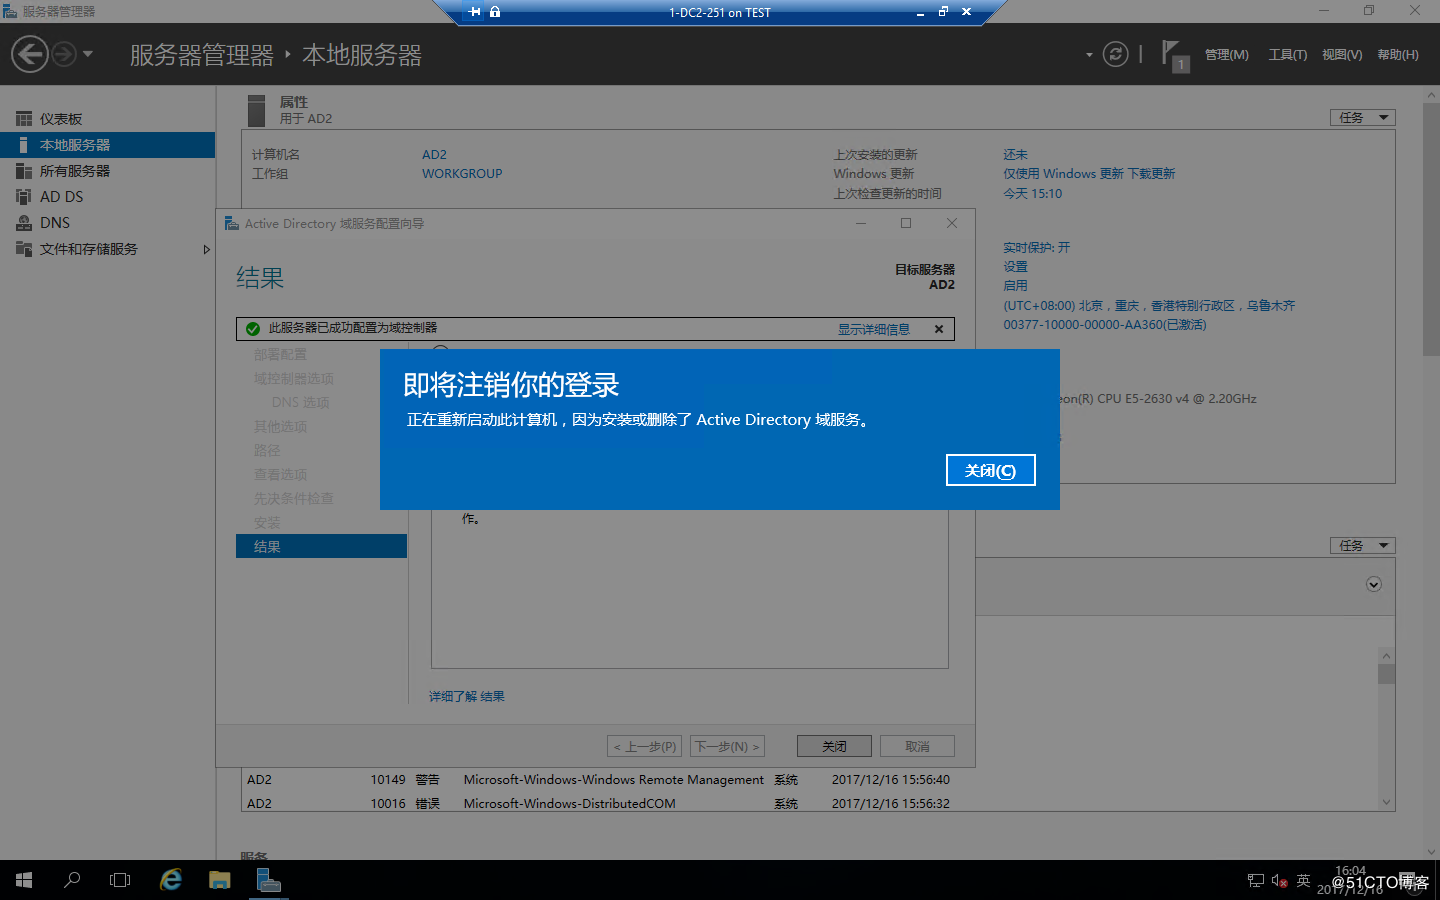 服务器管理器
1-DC2-251 on TEST
服务器管理器 ‣ 本地服务器
1
管理(M) 工具(T) 视图(V) 帮助(H)
仪表板
本地服务器
所有服务器
AD DS
DNS
文件和存储服务
属性
用于 AD2
任务
计算机名 AD2
工作组 WORKGROUP
上次安装的更新 还未
Windows 更新 仅使用 Windows 更新 下载更新
上次检查更新的时间 今天 15:10
实时保护: 开
设置
启用
(UTC+08:00) 北京，重庆，香港特别行政区，乌鲁木齐
00377-10000-00000-AA360(已激活)
eon(R) CPU E5-2630 v4 @ 2.20GHz
Active Directory 域服务配置向导
结果
目标服务器
AD2
此服务器已成功配置为域控制器
显示详细信息
部署配置
域控制器选项
DNS 选项
其他选项
路径
查看选项
先决条件检查
安装
结果
即将注销你的登录
正在重新启动此计算机，因为安装或删除了 Active Directory 域服务。
关闭(C)
作。
详细了解 结果
< 上一步(P) 下一步(N) > 关闭 取消
任务
AD2 10149 警告 Microsoft-Windows-Windows Remote Management 系统 2017/12/16 15:56:40
AD2 10016 错误 Microsoft-Windows-DistributedCOM 系统 2017/12/16 15:56:32
服务
英
16:04
2017/12/16
@51CTO博客